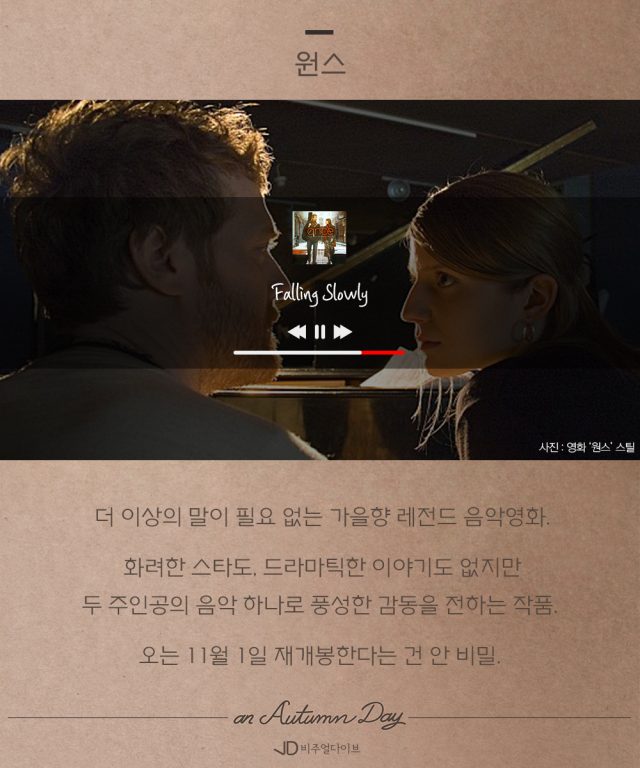 원스
once
Falling Slowly
사진 : 영화 '원스' 스틸
더 이상의 말이 필요 없는 가을향 레전드 음악영화.
화려한 스타도, 드라마틱한 이야기도 없지만
두 주인공의 음악 하나로 풍성한 감동을 전하는 작품.
오는 11월 1일 재개봉한다는 건 안 비밀.
an Autumn Day
VD 비주얼다이브